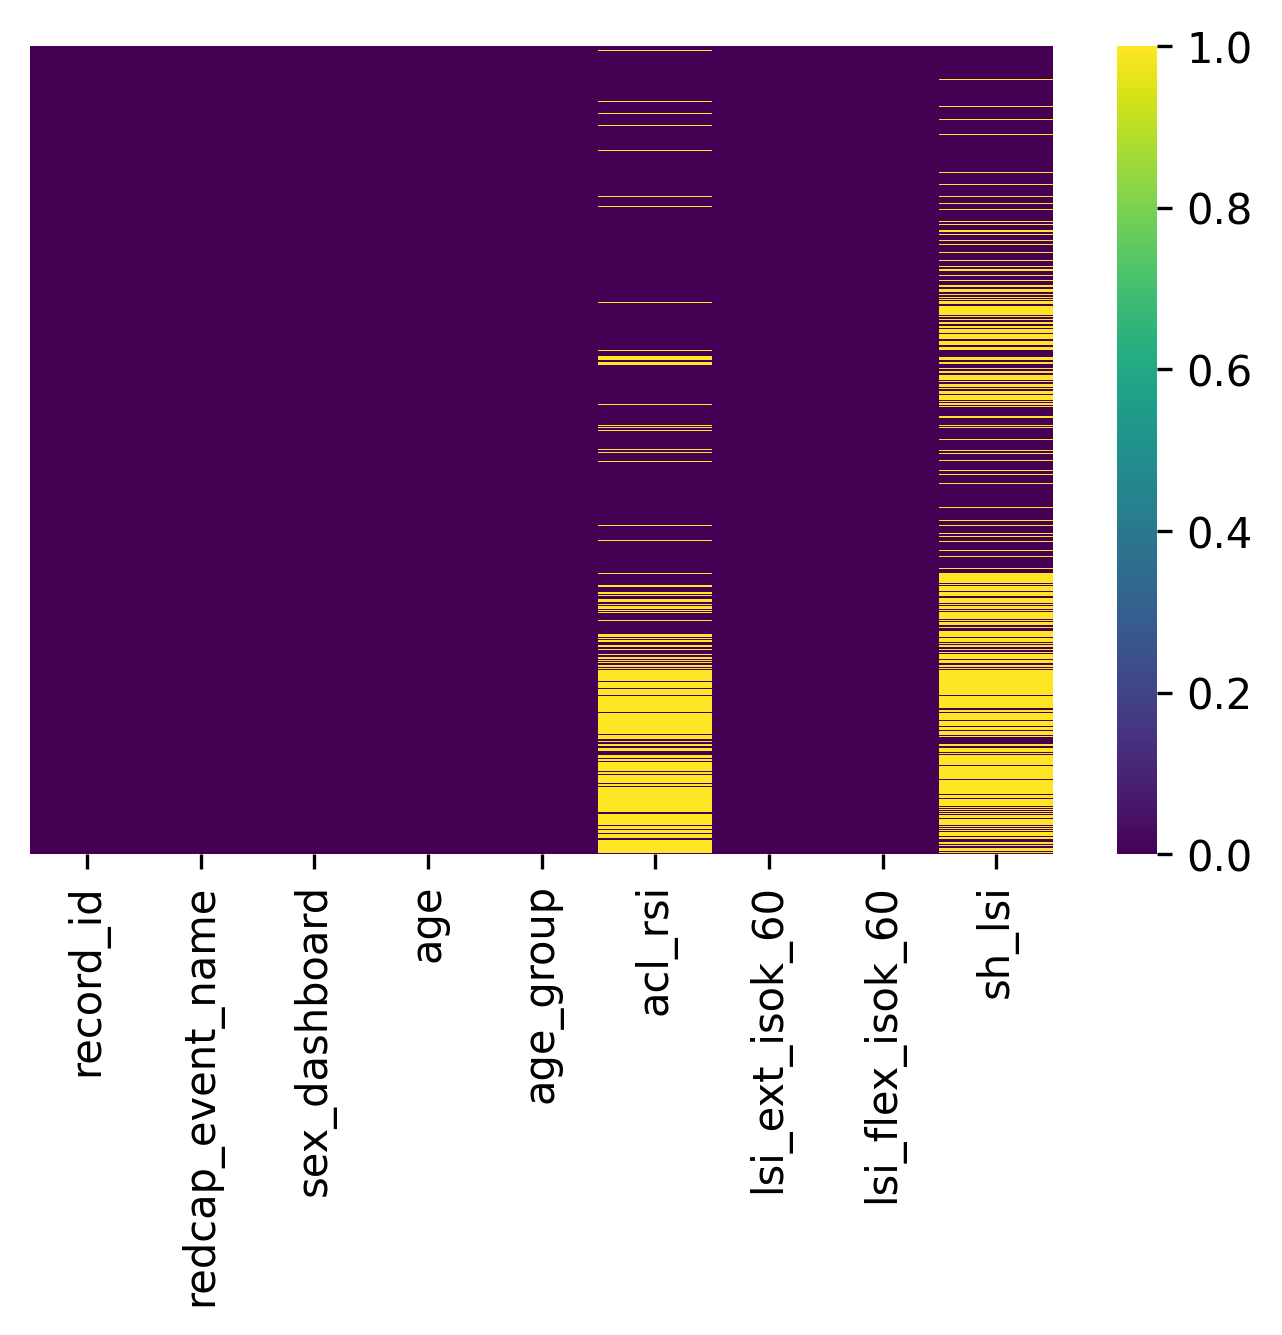 1.0
0.8
0.6
0.4
0.2
0.0
record_id
redcap_event_name
sex_dashboard
age
age_group
acl_rsi
lsi_ext_isok_60
lsi_flex_isok_60
sh_lsi